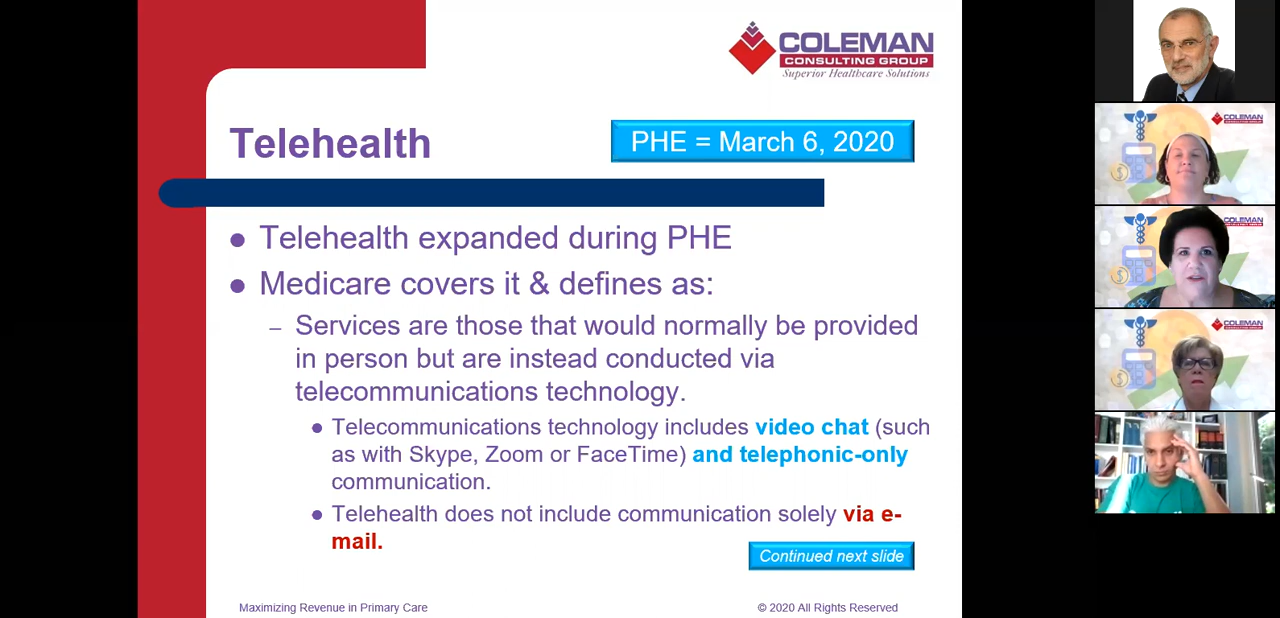 COLEMAN
CONSULTING GROUP
Superior Healthcare Solutions
Telehealth
PHE = March 6, 2020
Telehealth expanded during PHE
Medicare covers it & defines as:
– Services are those that would normally be provided
in person but are instead conducted via
telecommunications technology.
Telecommunications technology includes video chat (such
as with Skype, Zoom or FaceTime) and telephonic-only
communication.
Telehealth does not include communication solely via e-
mail.
Continued next slide
Maximizing Revenue in Primary Care
© 2020 All Rights Reserved
COLEMAN
COLEMAN
COLEMAN